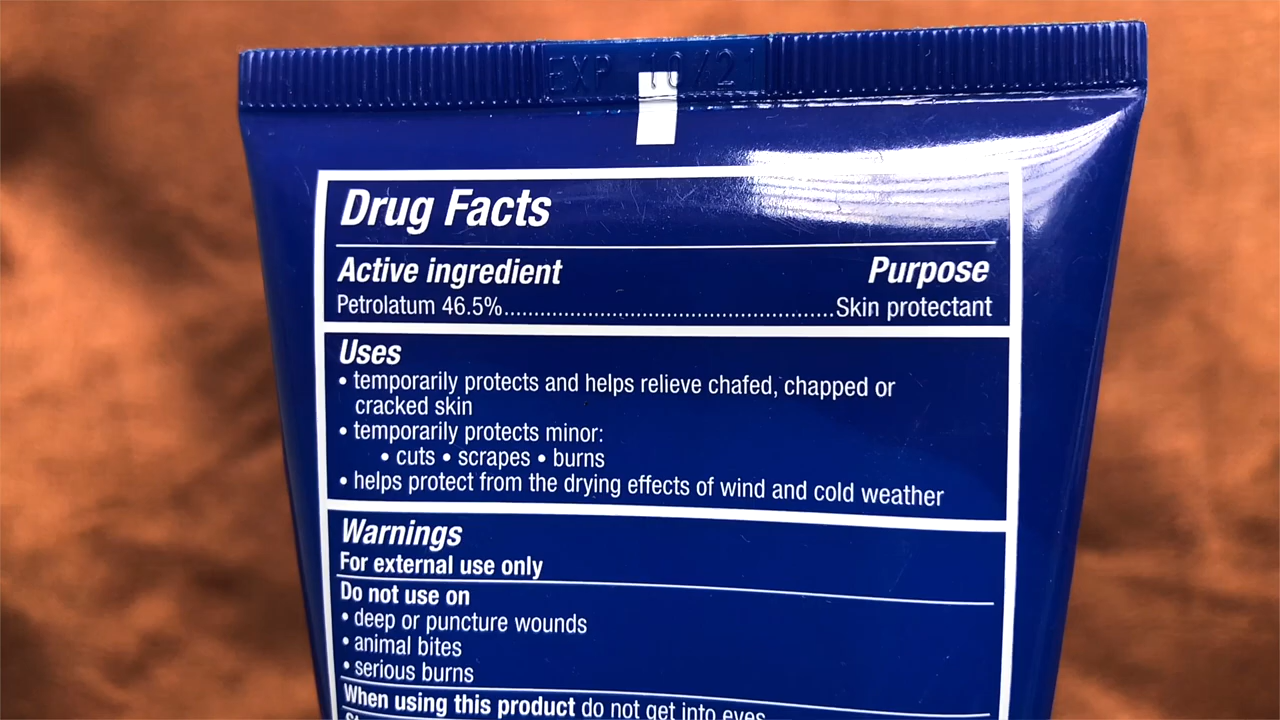 EXP 10/21
Drug Facts
Active ingredient Purpose
Petrolatum 46.5%..........................................................Skin protectant
Uses
• temporarily protects and helps relieve chafed, chapped or
cracked skin
• temporarily protects minor:
• cuts • scrapes • burns
• helps protect from the drying effects of wind and cold weather
Warnings
For external use only
Do not use on
• deep or puncture wounds
• animal bites
• serious burns
When using this product do not get into eyes